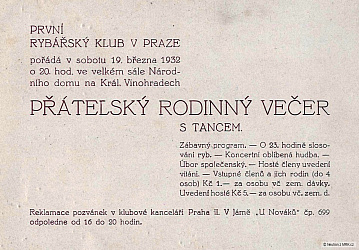 PRVNÍ
RYBÁŘSKÝ KLUB V PRAZE
pořádá v sobotu 19. března 1932
o 20. hod. ve velkém sále Národ-
ního domu na Král. Vinohradech
PŘÁTELSKÝ RODINNÝ VEČER
S TANCEM.
Zábavný program. — O 23. hodině sloso-
vání ryb. — Koncertní oblíbená hudba. —
Úbor společenský. — Hosté členy uvedení
vítáni. — Vstupné členů a jich rodin (do 4
osob) Kč 1.— za osobu vč. zem. dávky.
Uvedení hosté Kč 5.— za osobu vč. zem. d.
Reklamace pozvánek v klubové kanceláři Praha II. V Jámě „U Nováků" čp. 699
odpoledne od 16 do 20 hodin.